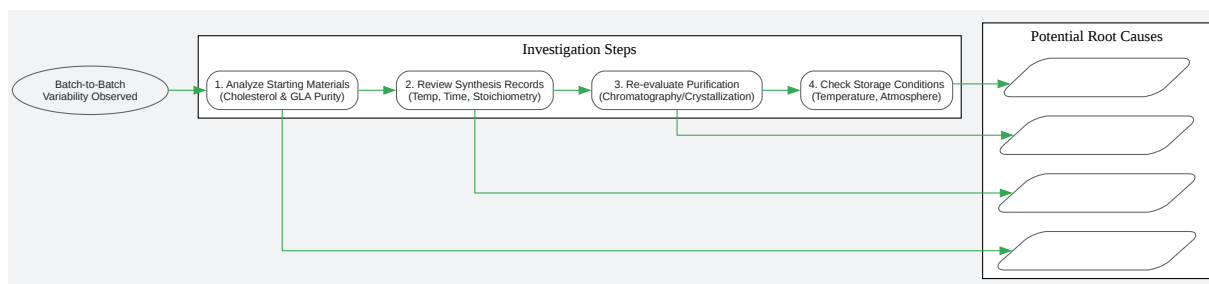 Batch-to-Batch
Variability Observed
Investigation Steps
1. Analyze Starting Materials
(Cholesterol & GLA Purity)
2. Review Synthesis Records
(Temp, Time, Stoichiometry)
3. Re-evaluate Purification
(Chromatography/Crystallization)
4. Check Storage Conditions
(Temperature, Atmosphere)
Potential Root Causes